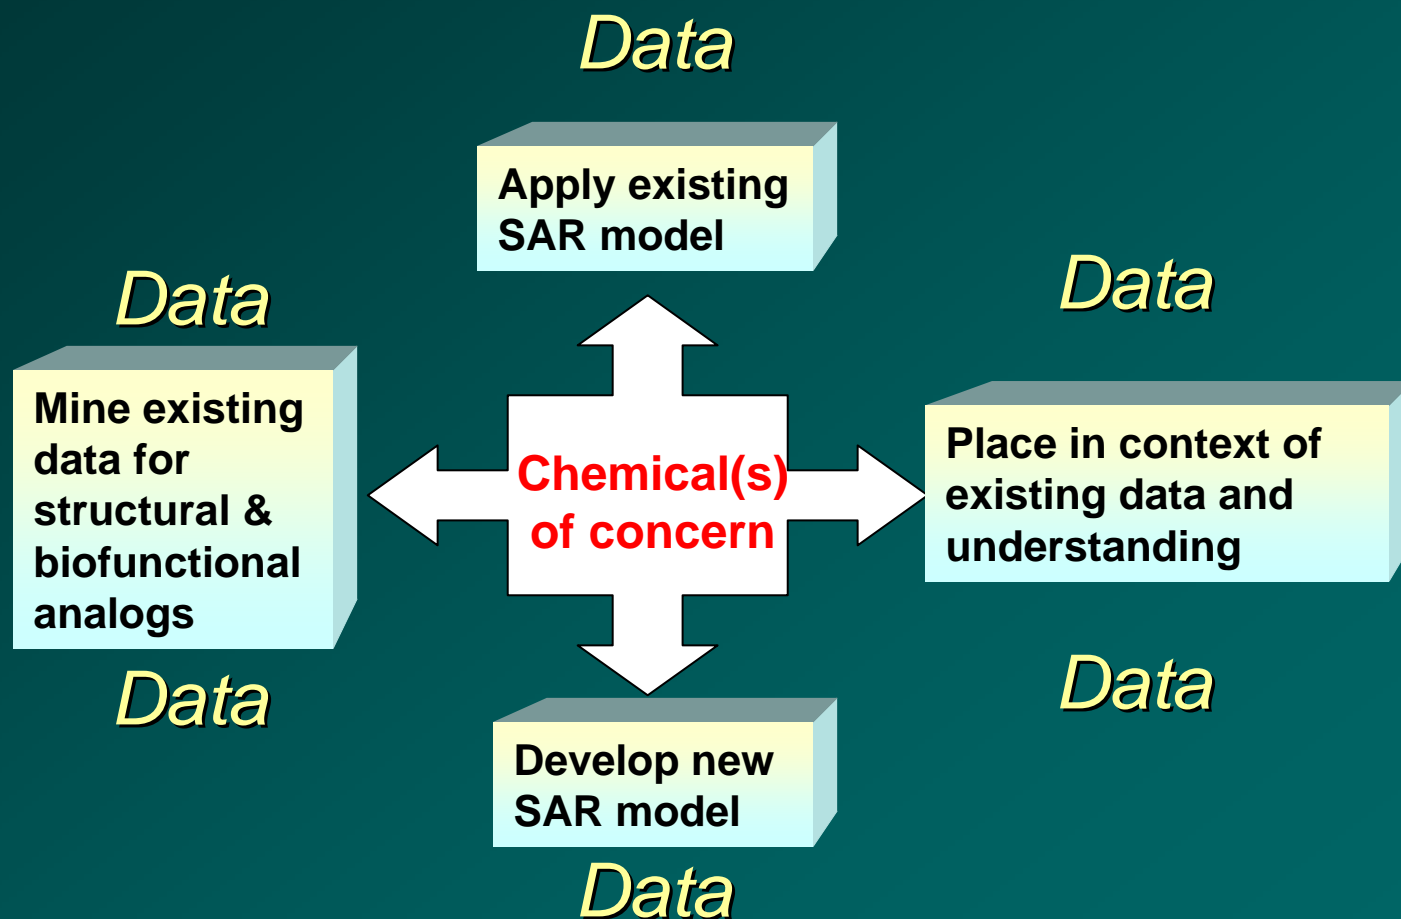 Data
Apply existing
SAR model
Data
Data
Mine existing
data for
structural &
biofunctional
analogs
Chemical(s)
of concern
Place in context of
existing data and
understanding
Data
Data
Develop new
SAR model
Data